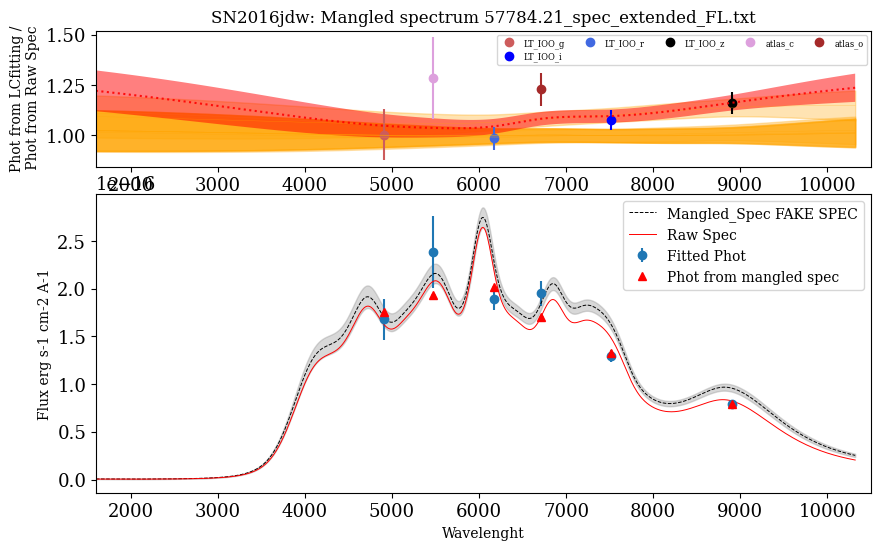 SN2016jdw: Mangled spectrum 57784.21_spec_extended_FL.txt
Phot from LCfitting /
Phot from Raw Spec
1.50
1.25
1.00
LT_IOO_g LT_IOO_r LT_IOO_z atlas_c atlas_o
LT_IOO_i
2000 3000 4000 5000 6000 7000 8000 9000 10000
1e−16
Flux erg s-1 cm-2 A-1
2.5
2.0
1.5
1.0
0.5
0.0
Mangled_Spec FAKE SPEC
Raw Spec
Fitted Phot
Phot from mangled spec
2000 3000 4000 5000 6000 7000 8000 9000 10000
Wavelenght